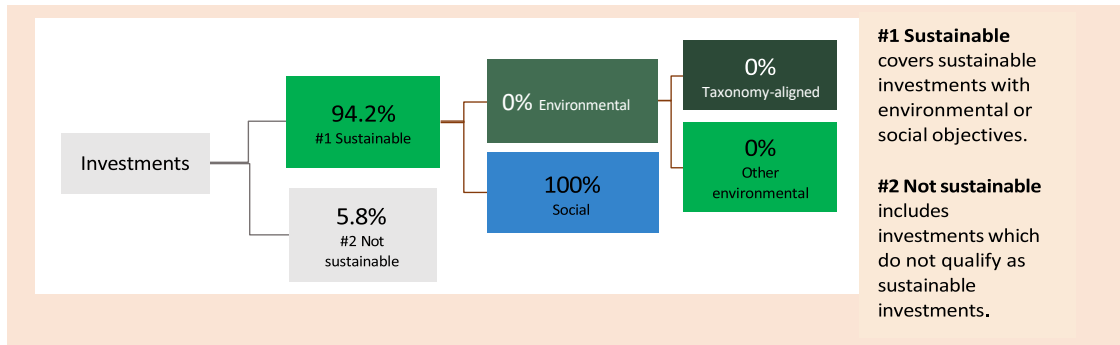 Investments
94.2%
#1 Sustainable
5.8%
#2 Not
sustainable
0% Environmental
100%
Social
0%
Taxonomy-aligned
0%
Other
environmental
#1 Sustainable
covers sustainable
investments with
environmental or
social objectives.
#2 Not sustainable
includes
investments which
do not qualify as
sustainable
investments.